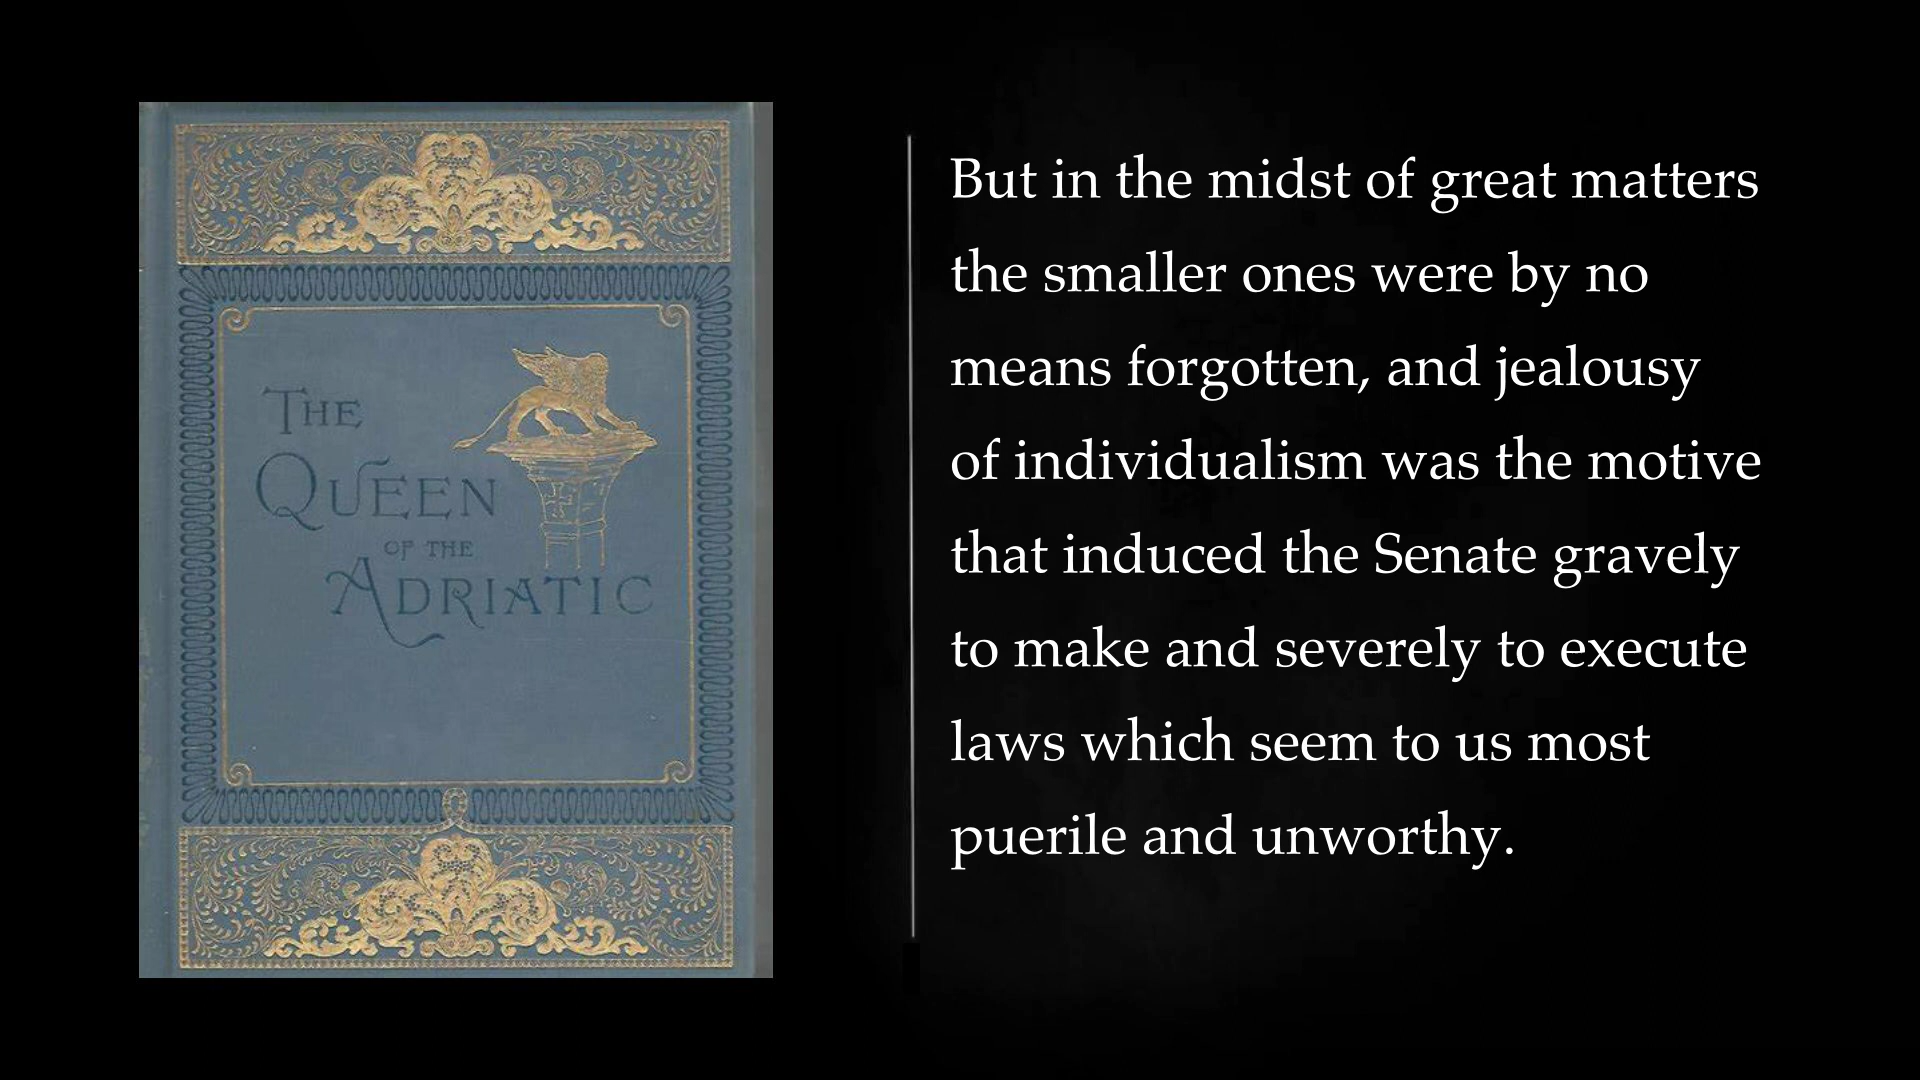 THE
QUEEN
OF THE
ADRIATIC
But in the midst of great matters
the smaller ones were by no
means forgotten, and jealousy
of individualism was the motive
that induced the Senate gravely
to make and severely to execute
laws which seem to us most
puerile and unworthy.